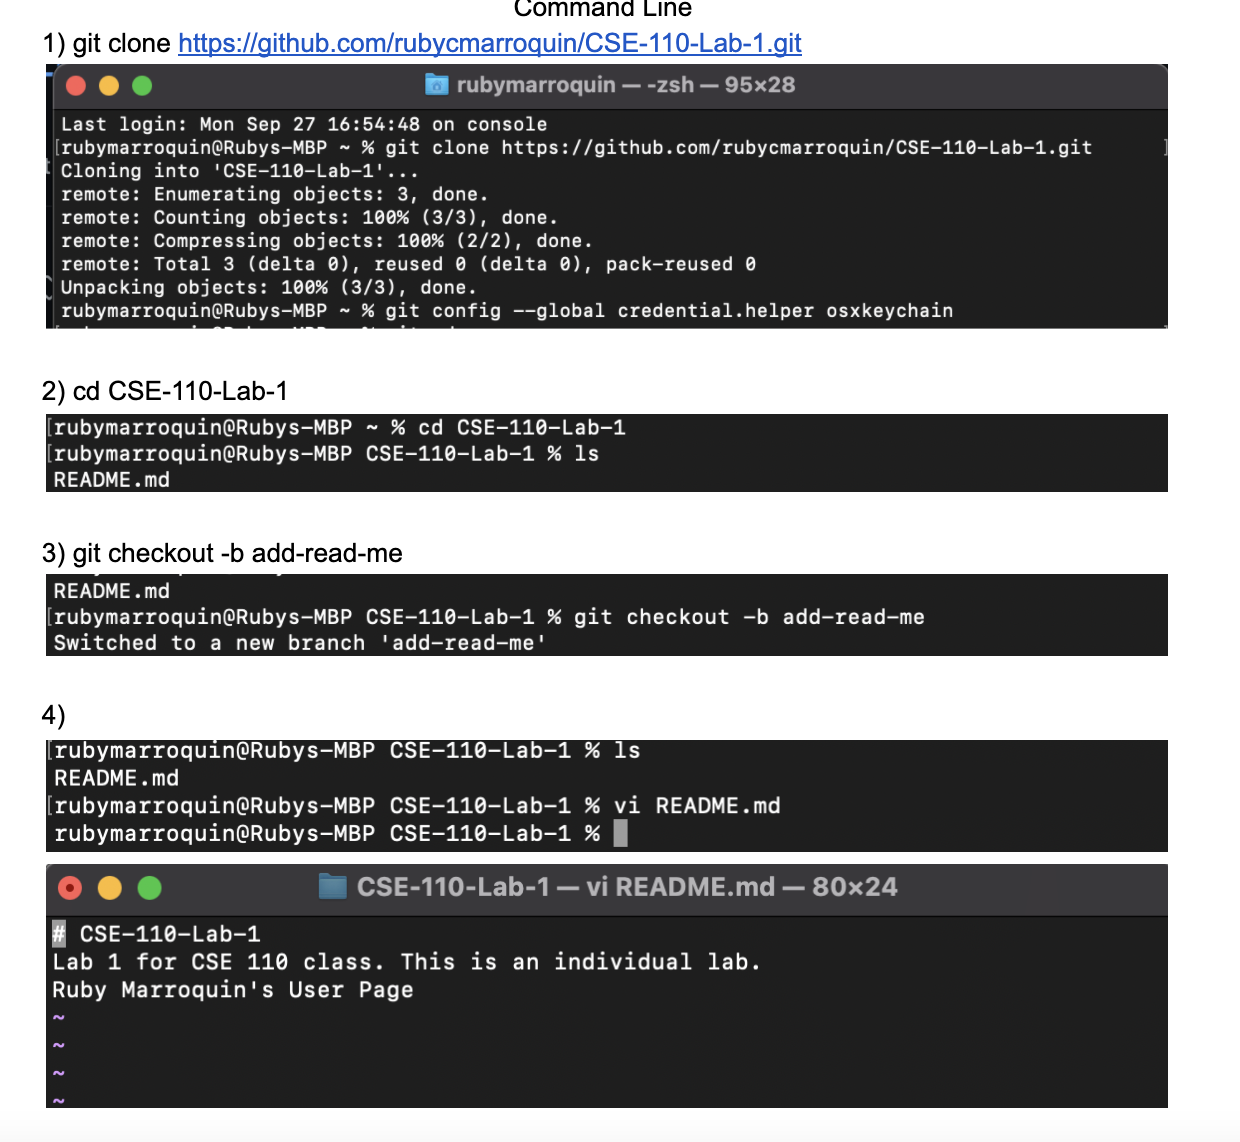 Command Line
1) git clone https://github.com/rubycmarroquin/CSE-110-Lab-1.git
rubymarroquin — -zsh — 95×28
Last login: Mon Sep 27 16:54:48 on console
[rubymarroquin@Rubys-MBP ~ % git clone https://github.com/rubycmarroquin/CSE-110-Lab-1.git ]
Cloning into 'CSE-110-Lab-1'...
remote: Enumerating objects: 3, done.
remote: Counting objects: 100% (3/3), done.
remote: Compressing objects: 100% (2/2), done.
remote: Total 3 (delta 0), reused 0 (delta 0), pack-reused 0
Unpacking objects: 100% (3/3), done.
rubymarroquin@Rubys-MBP ~ % git config --global credential.helper osxkeychain
2) cd CSE-110-Lab-1
[rubymarroquin@Rubys-MBP ~ % cd CSE-110-Lab-1
[rubymarroquin@Rubys-MBP CSE-110-Lab-1 % ls
README.md
3) git checkout -b add-read-me
README.md
[rubymarroquin@Rubys-MBP CSE-110-Lab-1 % git checkout -b add-read-me
Switched to a new branch 'add-read-me'
4)
[rubymarroquin@Rubys-MBP CSE-110-Lab-1 % ls
README.md
[rubymarroquin@Rubys-MBP CSE-110-Lab-1 % vi README.md
rubymarroquin@Rubys-MBP CSE-110-Lab-1 %
CSE-110-Lab-1 — vi README.md — 80×24
# CSE-110-Lab-1
Lab 1 for CSE 110 class. This is an individual lab.
Ruby Marroquin's User Page
~
~
~
~